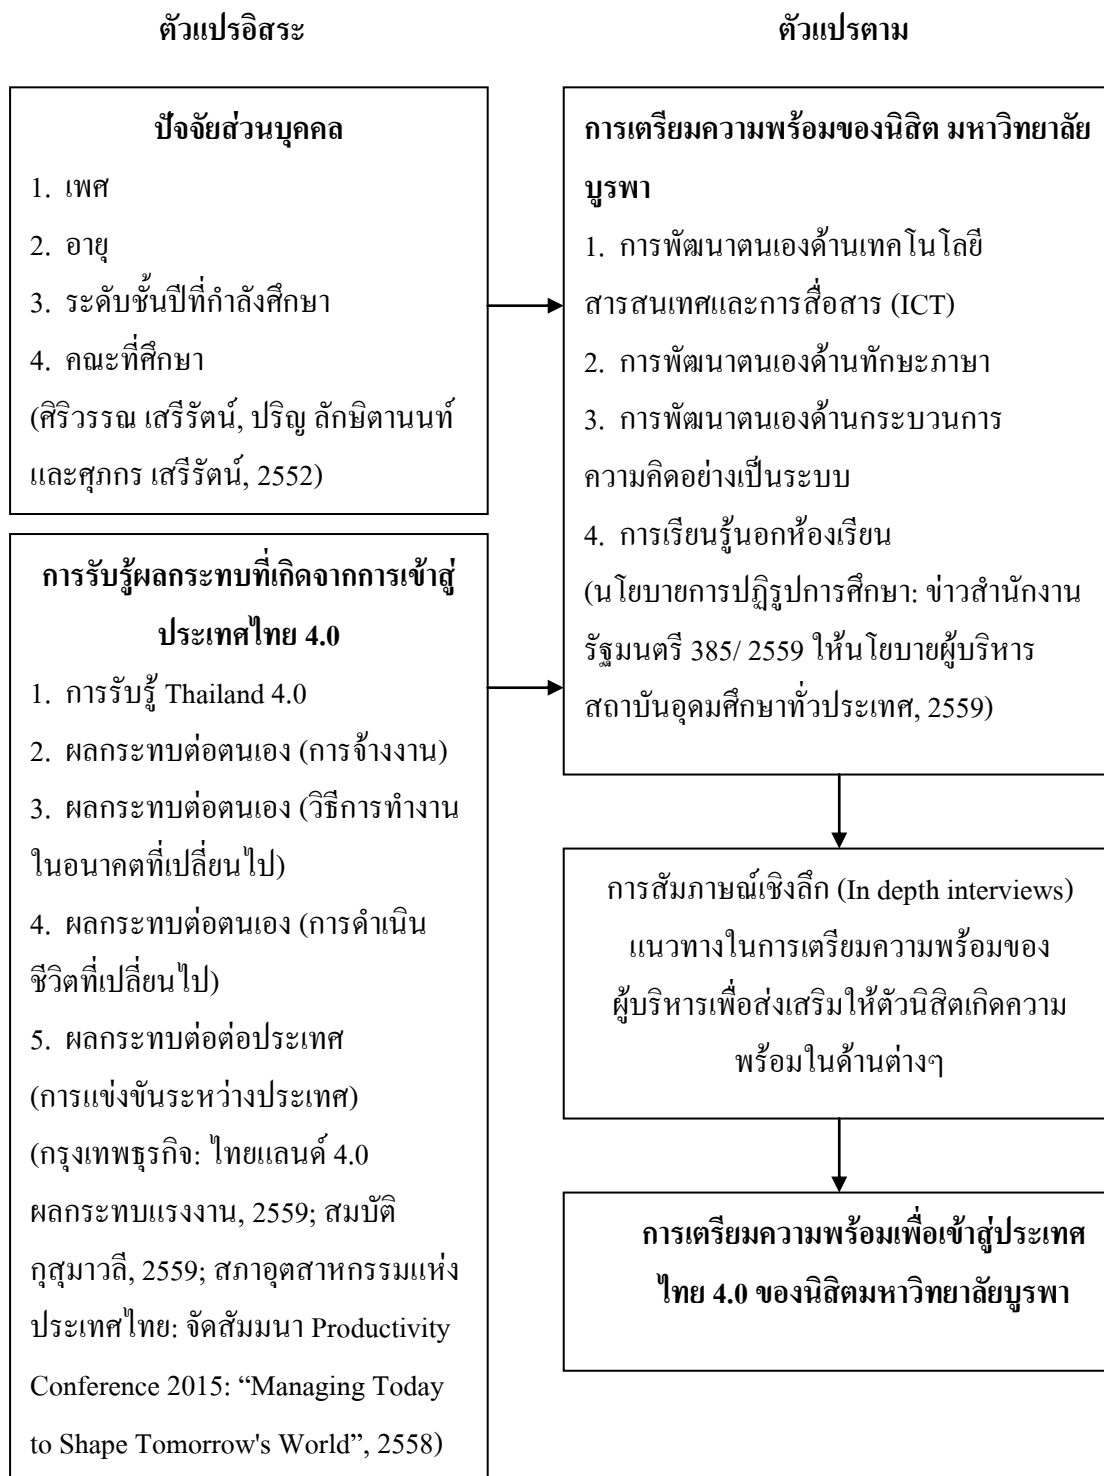 ตัวแปรอิสระ
ตัวแปรตาม
ปัจจัยส่วนบุคคล
1. เพศ
2. อายุ
3. ระดับชั้นปีที่กำลังศึกษา
4. คณะที่ศึกษา
(ศิริวรรณ เสรีรัตน์, ปริญ ลักษิตานนท์
และศุภกร เสรีรัตน์, 2552)
การรับรู้ผลกระทบที่เกิดจากการเข้าสู่
ประเทศไทย 4.0
1. การรับรู้ Thailand 4.0
2. ผลกระทบต่อตนเอง (การจ้างงาน)
3. ผลกระทบต่อตนเอง (วิธีการทำงาน
ในอนาคตที่เปลี่ยนไป)
4. ผลกระทบต่อตนเอง (การดำเนิน
ชีวิตที่เปลี่ยนไป)
5. ผลกระทบต่อต่อประเทศ
(การแข่งขันระหว่างประเทศ)
(กรุงเทพธุรกิจ: ไทยแลนด์ 4.0
ผลกระทบแรงงาน, 2559; สมบัติ
กุสุมาวลี, 2559; สภาอุตสาหกรรมแห่ง
ประเทศไทย: จัดสัมมนา Productivity
Conference 2015: “Managing Today
to Shape Tomorrow's World”, 2558)
การเตรียมความพร้อมของนิสิต มหาวิทยาลัย
บูรพา
1. การพัฒนาตนเองด้านเทคโนโลยี
สารสนเทศและการสื่อสาร (ICT)
2. การพัฒนาตนเองด้านทักษะภาษา
3. การพัฒนาตนเองด้านกระบวนการ
ความคิดอย่างเป็นระบบ
4. การเรียนรู้นอกห้องเรียน
(นโยบายการปฏิรูปการศึกษา: ข่าวสำนักงาน
รัฐมนตรี 385/ 2559 ให้นโยบายผู้บริหาร
สถาบันอุดมศึกษาทั่วประเทศ, 2559)
การสัมภาษณ์เชิงลึก (In depth interviews)
แนวทางในการเตรียมความพร้อมของ
ผู้บริหารเพื่อส่งเสริมให้ตัวนิสิตเกิดความ
พร้อมในด้านต่างๆ
การเตรียมความพร้อมเพื่อเข้าสู่ประเทศ
ไทย 4.0 ของนิสิตมหาวิทยาลัยบูรพา